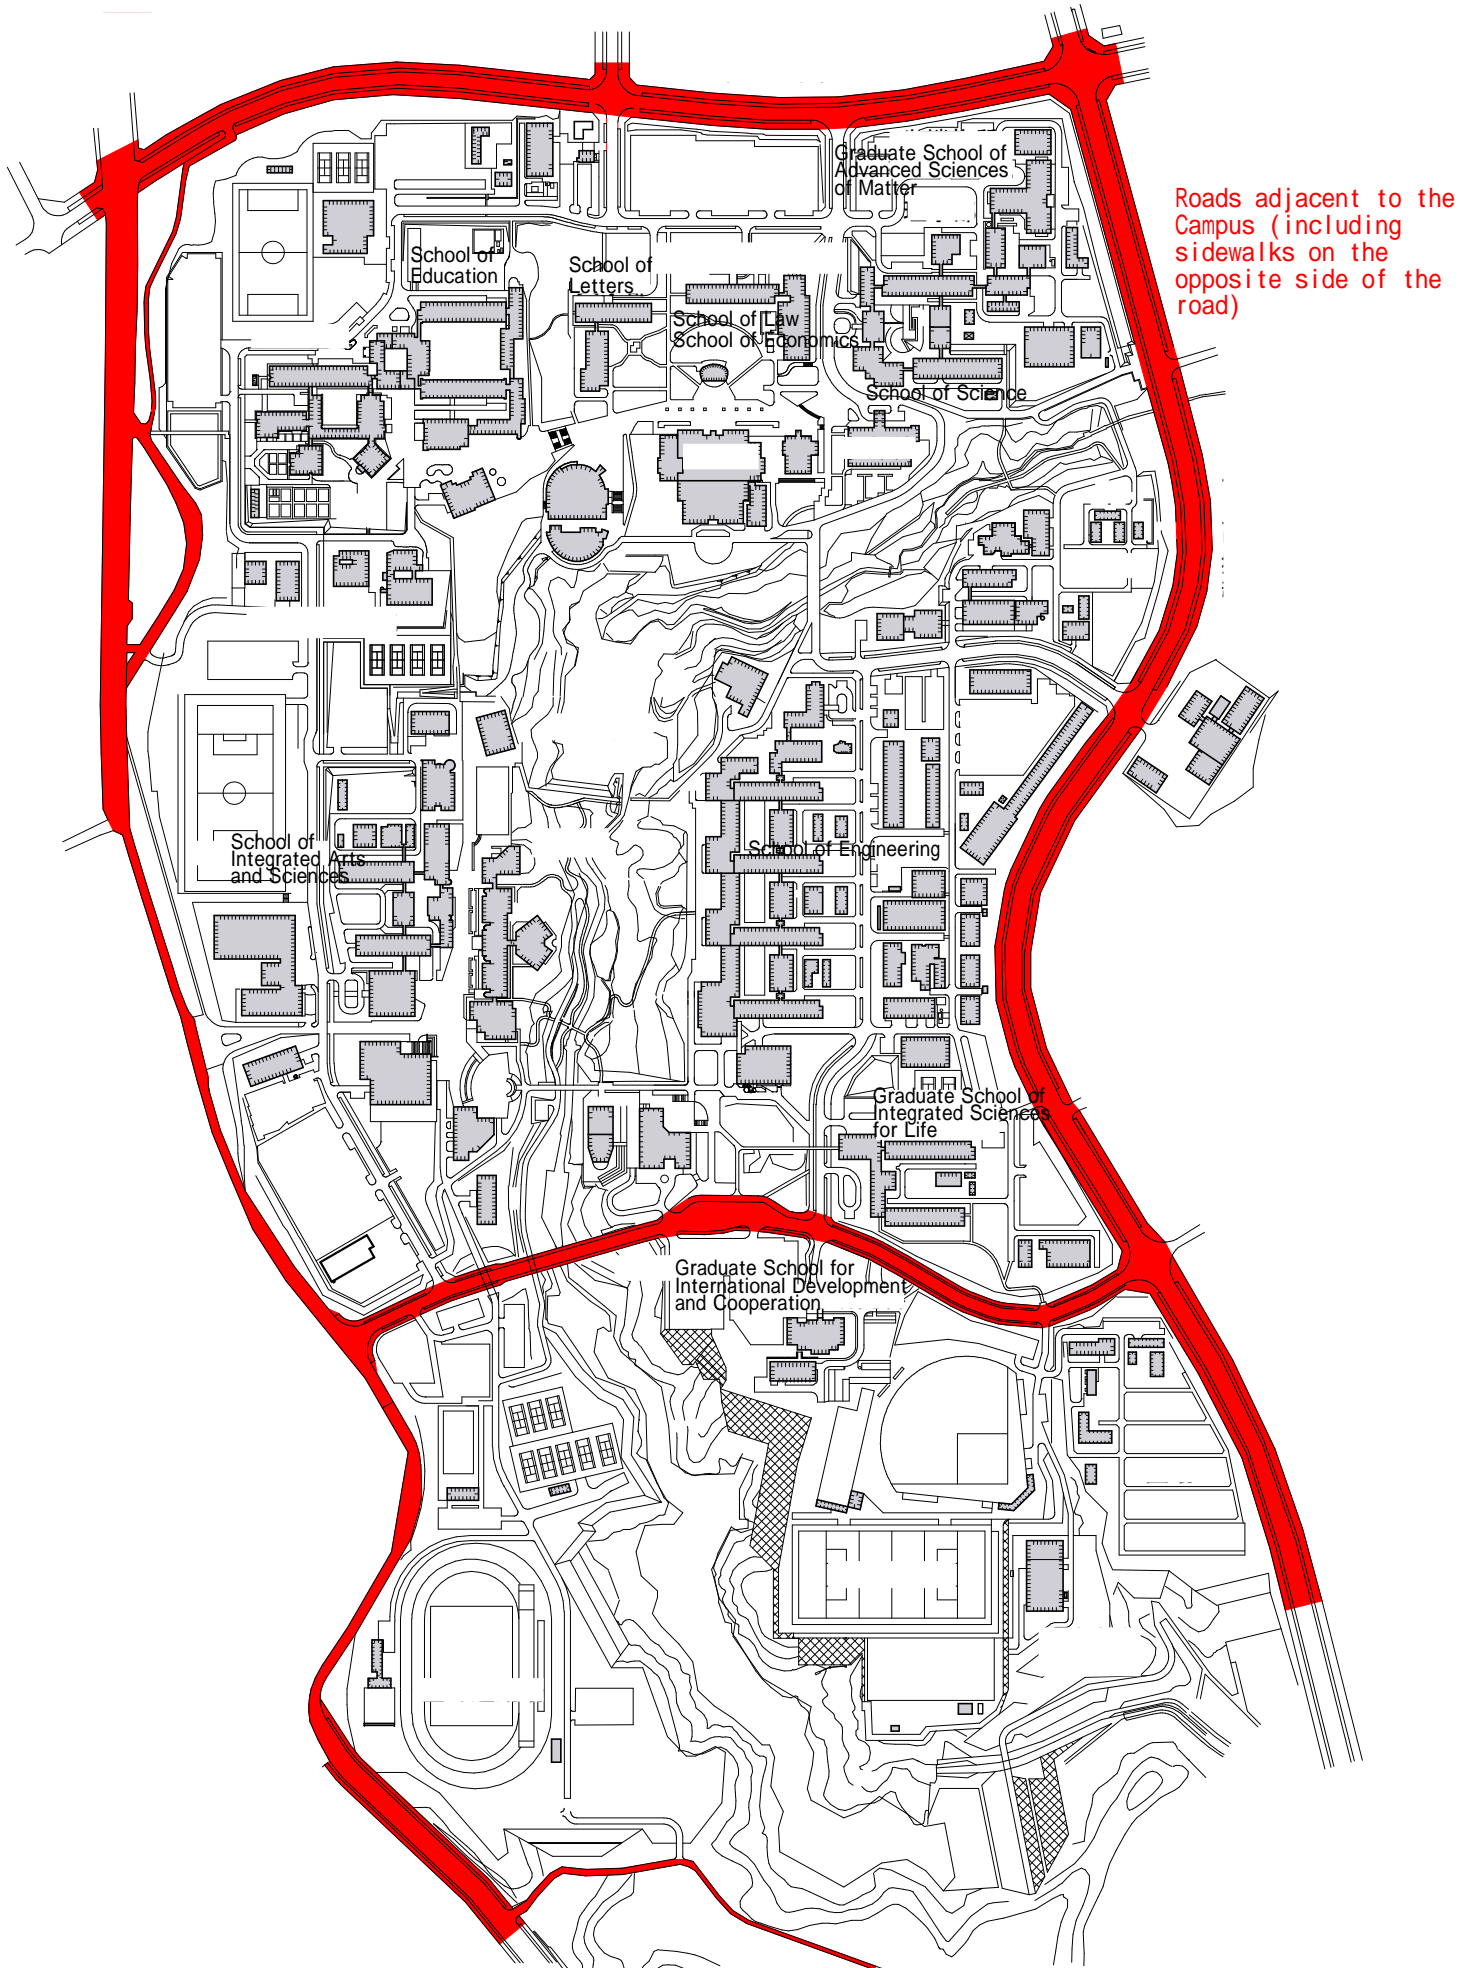 Graduate School of
Advanced Sciences
of Matter
Roads adjacent to the
Campus (including
sidewalks on the
opposite side of the
road)
School of
Education
School of
Letters
School of Law
School of Economics
School of Science
School of
Integrated Arts
and Sciences
School of Engineering
Graduate School of
Integrated Sciences
for Life
Graduate School for
International Development
and Cooperation